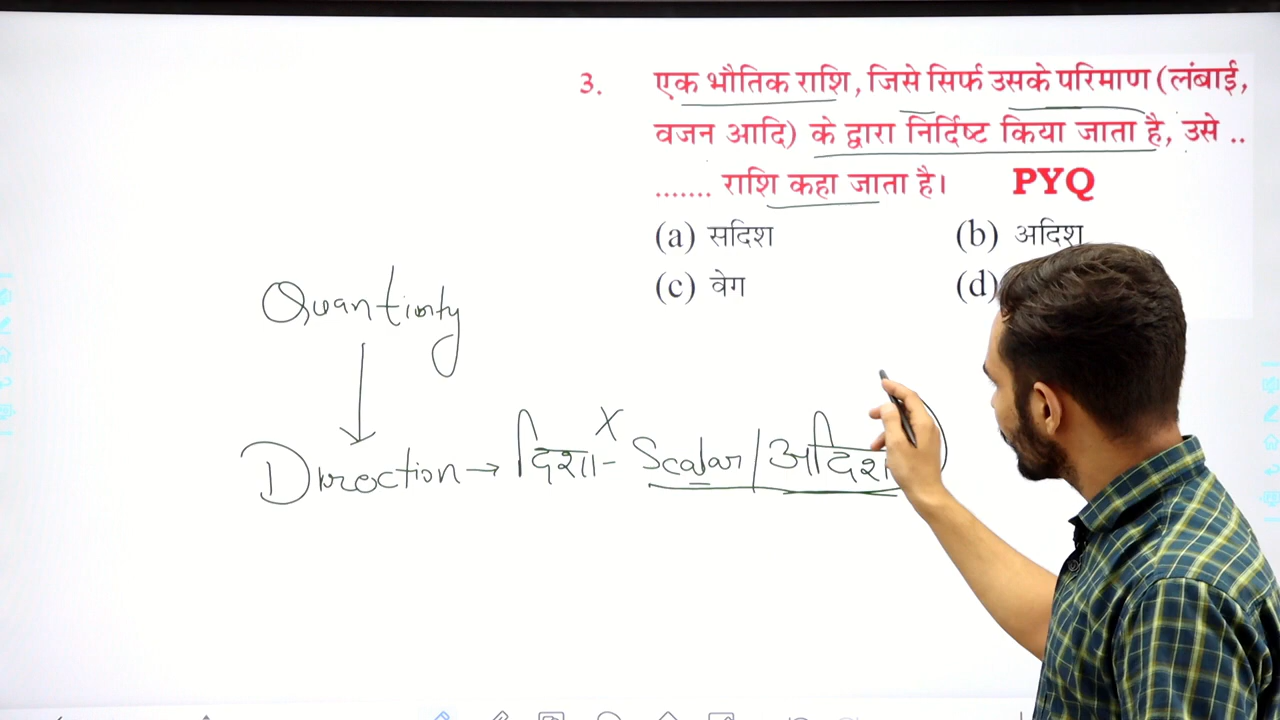 3. एक भौतिक राशि, जिसे सिर्फ उसके परिमाण (लंबाई,
वजन आदि) के द्वारा निर्दिष्ट किया जाता है, उसे ..
....... राशि कहा जाता है। PYQ
(a) सदिश (b) अदिश
(c) वेग (d)
Quantinty
Direction → दिशा X - Scalar / अदिश